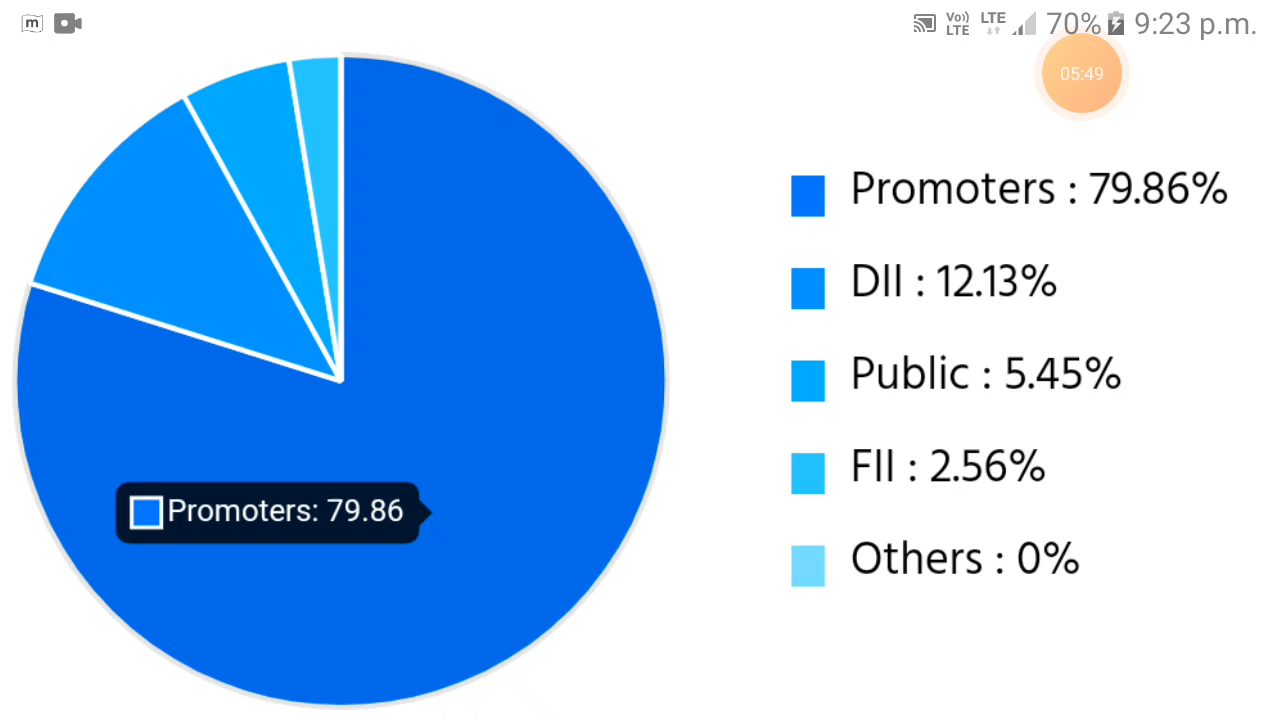 m
Vo)) LTE LTE 70% 9:23 p.m.
05:49
Promoters : 79.86%
DII : 12.13%
Public : 5.45%
FII : 2.56%
Others : 0%
Promoters: 79.86